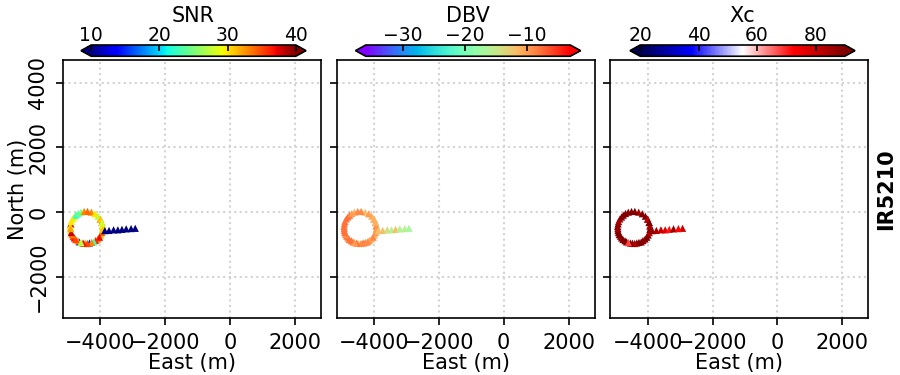 SNR DBV Xc
10 20 30 40 −30 −20 −10 20 40 60 80
4000
2000
0
−2000
North (m)
IR5210
−4000 −2000 0 2000 −4000 −2000 0 2000 −4000 −2000 0 2000
East (m) East (m) East (m)